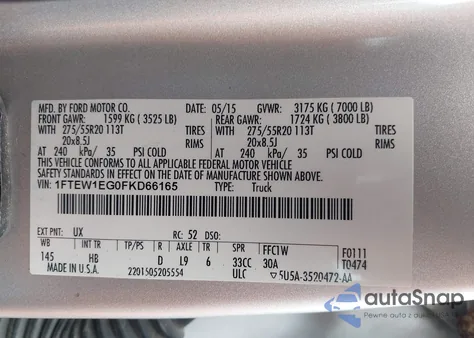 MFD. BY FORD MOTOR CO. 05/15 GVWR: 3175 KG ( 7000 LB)
FRONT GAWR: 1599 KG ( 3525 LB) REAR GAWR: 1724 KG ( 3800 LB)
WITH 275/55R20 113T TIRES WITH 275/55R20 113T TIRES
20x8.5J RIMS 20x8.5J RIMS
AT 240 kPa/ 35 PSI COLD AT 240 kPa/ 35 PSI COLD
THIS VEHICLE CONFORMS TO ALL APPLICABLE FEDERAL MOTOR VEHICLE
SAFETY STANDARDS IN EFFECT ON THE DATE OF MANUFACTURE SHOWN ABOVE.
VIN: 1FTEW1EG0FKD66165 TYPE: Truck
EXT PNT: UX RC: 52 DSO:
WB INT TR TP/PS R AXLE TR SPR FFC1W F0111
145 HB D L9 6 33CC 30A T0474
MADE IN U.S.A. 2201505205554 ULC 5U5A-3520472-AA
autoSnap
Pewne auta z